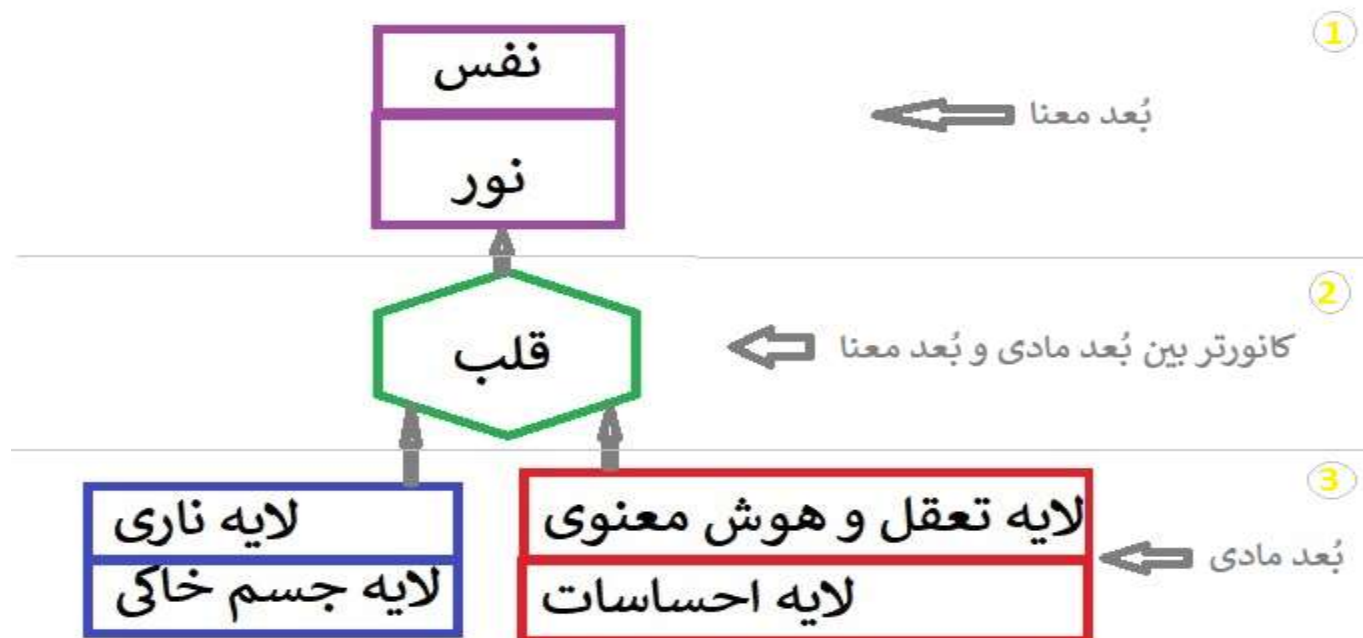 1
نفس
بُعد معنا
نور
2
قلب
کانورتر بین بُعد مادی و بُعد معنا
3
لایه تعقل و هوش معنوی
لایه ناری
بُعد مادی
لایه احساسات
لایه جسم خاکی